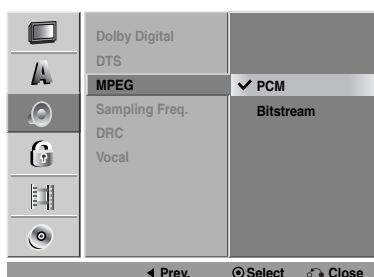 Dolby Digital
DTS
MPEG
✔ PCM
Sampling Freq.
Bitstream
DRC
Vocal
◀ Prev.
Select
Close